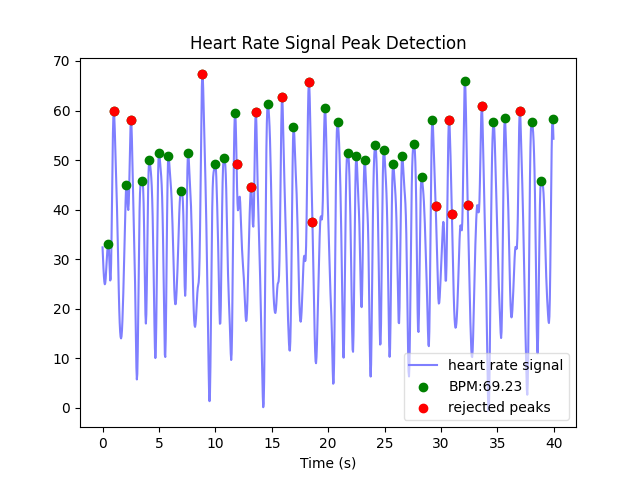 Heart Rate Signal Peak Detection
70
60
50
40
30
20
10
0
heart rate signal
BPM:69.23
rejected peaks
0 5 10 15 20 25 30 35 40
Time (s)